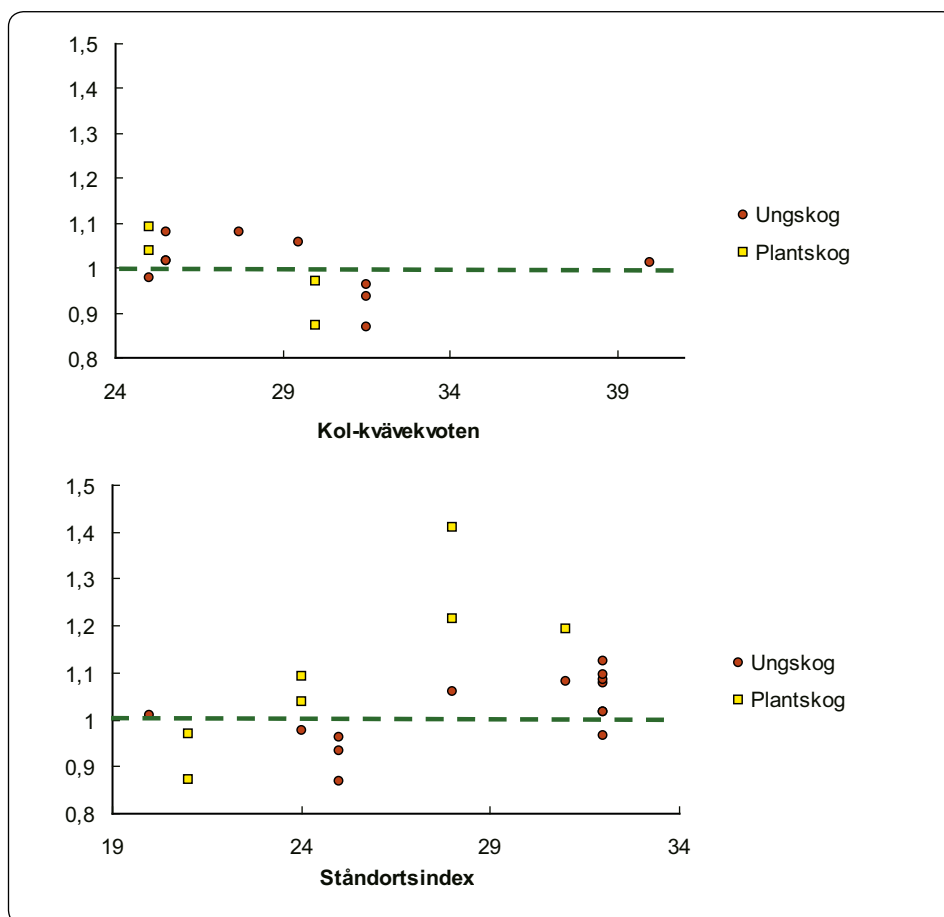 1,5
1,4
1,3
1,2
1,1
1
0,9
0,8
24 29 34 39
Kol-kvävekvoten
Ungskog
Plantskog
1,5
1,4
1,3
1,2
1,1
1
0,9
0,8
19 24 29 34
Ståndortsindex
Ungskog
Plantskog